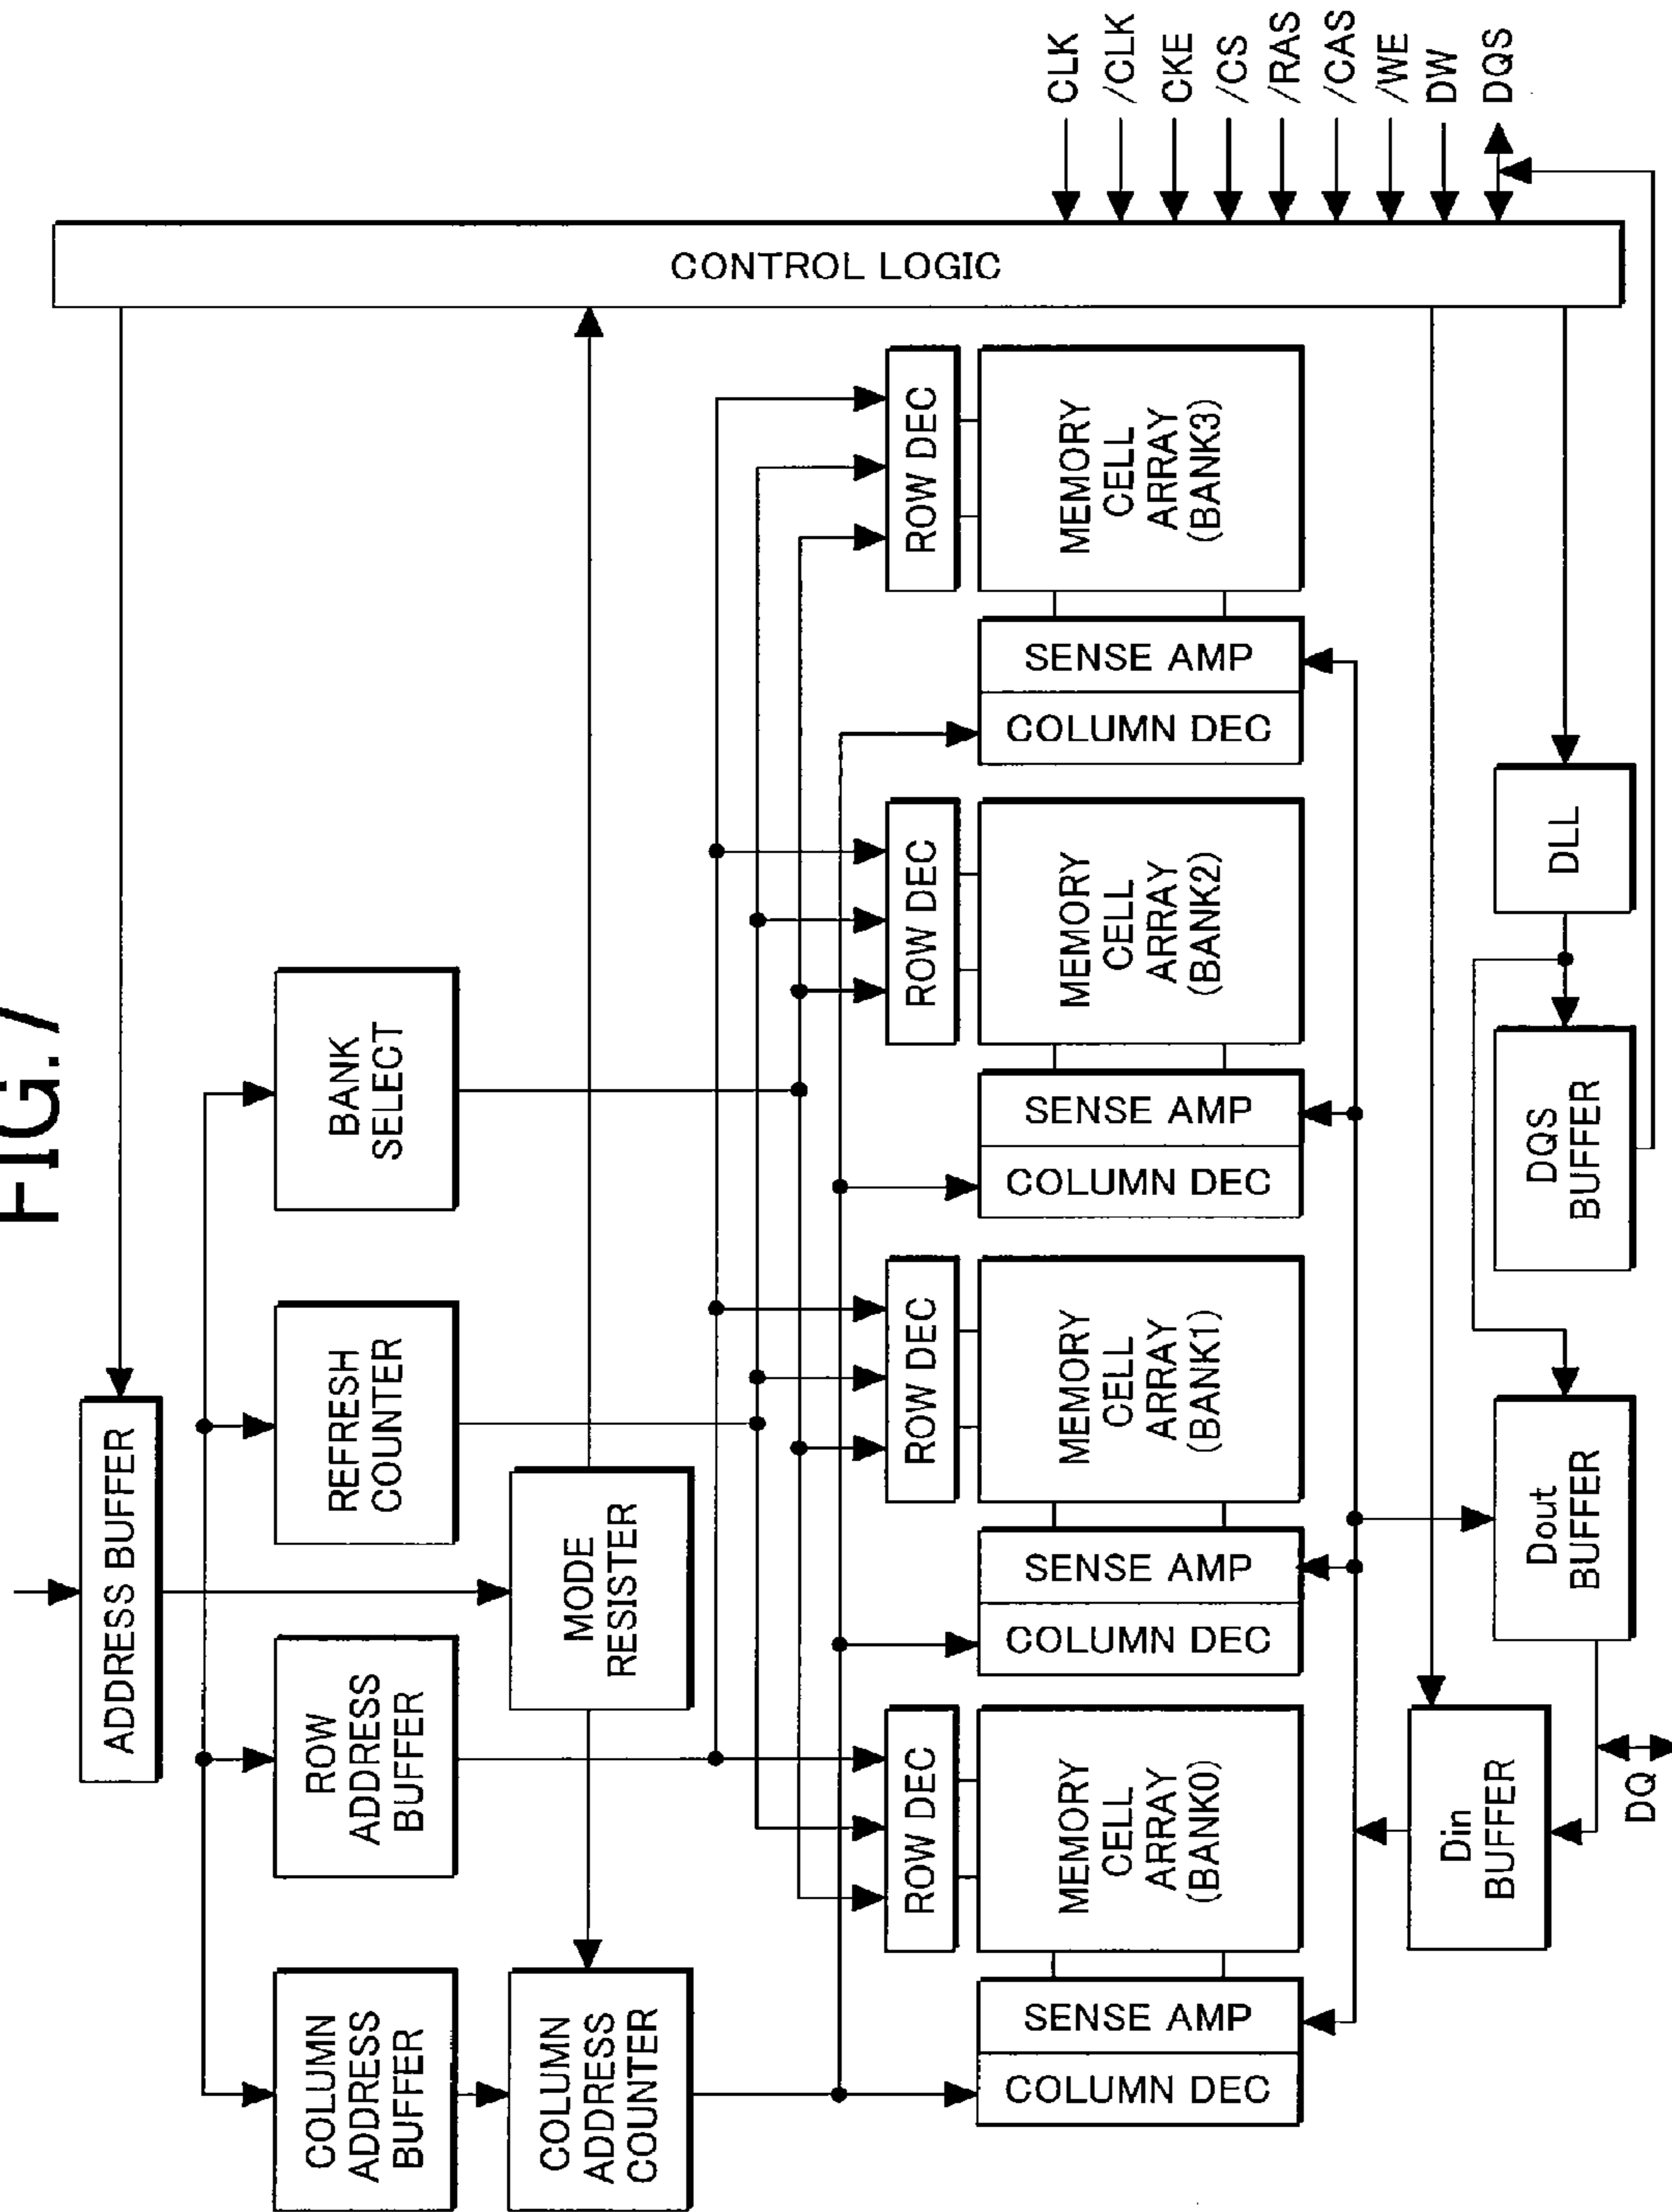 FIG. 7
ADDRESS BUFFER
COLUMN
ADDRESS
BUFFER
ROW
ADDRESS
BUFFER
REFRESH
COUNTER
BANK
SELECT
COLUMN
ADDRESS
COUNTER
MODE
RESISTER
CONTROL LOGIC
ROW DEC
ROW DEC
ROW DEC
ROW DEC
MEMORY
CELL
ARRAY
(BANK0)
MEMORY
CELL
ARRAY
(BANK1)
MEMORY
CELL
ARRAY
(BANK2)
MEMORY
CELL
ARRAY
(BANK3)
COLUMN DEC
SENSE AMP
COLUMN DEC
SENSE AMP
COLUMN DEC
SENSE AMP
COLUMN DEC
SENSE AMP
CLK
/CLK
CKE
/CS
/RAS
/CAS
/WE
DW
DQS
Din
BUFFER
Dout
BUFFER
DQS
BUFFER
DLL
DQ